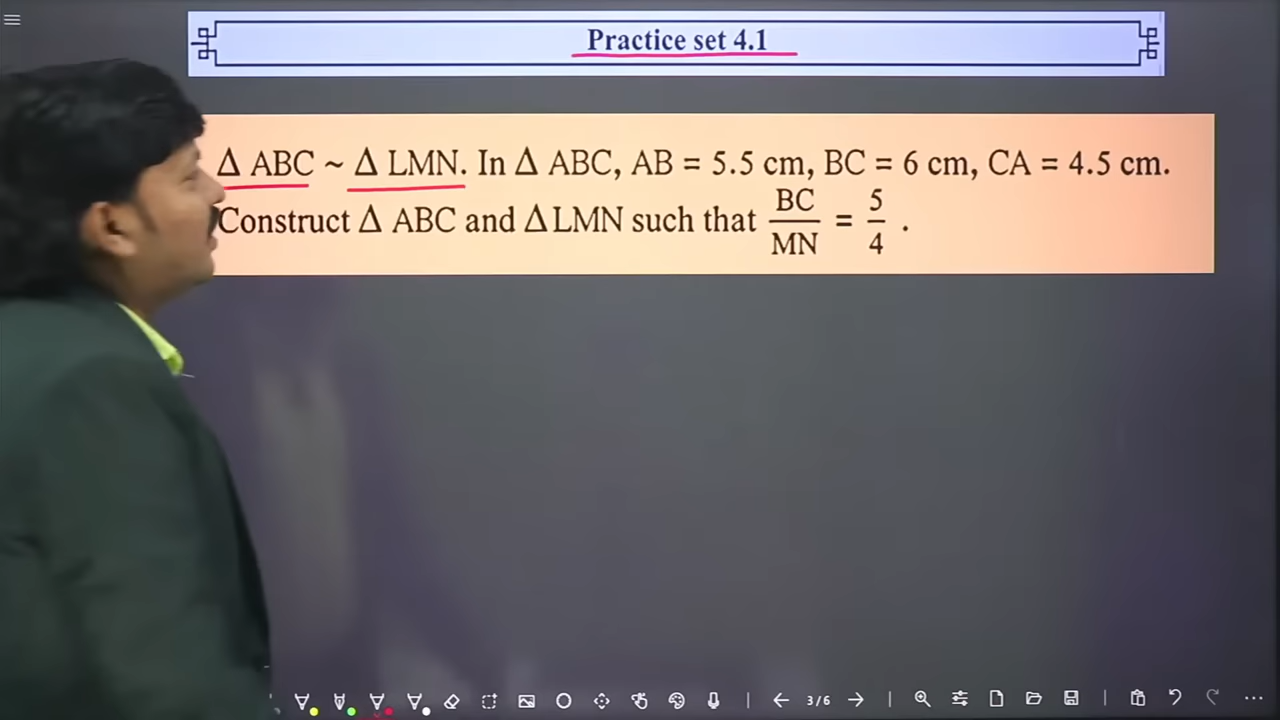 Practice set 4.1
Δ ABC ~ Δ LMN. In Δ ABC, AB = 5.5 cm, BC = 6 cm, CA = 4.5 cm.
Construct Δ ABC and Δ LMN such that BC/MN = 5/4 .
3/6